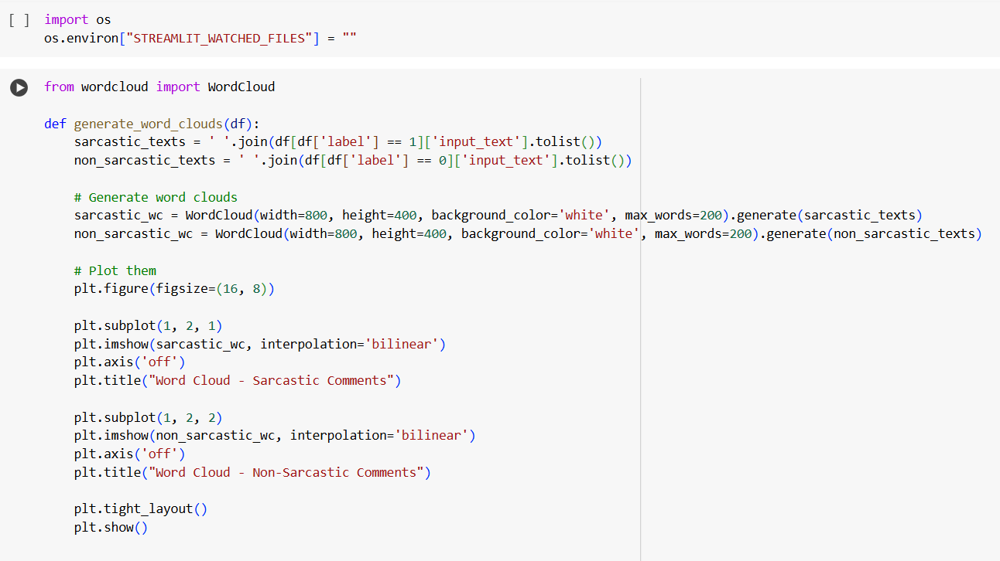 [ ] import os
os.environ["STREAMLIT_WATCHED_FILES"] = ""
from wordcloud import WordCloud
def generate_word_clouds(df):
    sarcastic_texts = ' '.join(df[df['label'] == 1]['input_text'].tolist())
    non_sarcastic_texts = ' '.join(df[df['label'] == 0]['input_text'].tolist())
    # Generate word clouds
    sarcastic_wc = WordCloud(width=800, height=400, background_color='white', max_words=200).generate(sarcastic_texts)
    non_sarcastic_wc = WordCloud(width=800, height=400, background_color='white', max_words=200).generate(non_sarcastic_texts)
    # Plot them
    plt.figure(figsize=(16, 8))
    plt.subplot(1, 2, 1)
    plt.imshow(sarcastic_wc, interpolation='bilinear')
    plt.axis('off')
    plt.title("Word Cloud - Sarcastic Comments")
    plt.subplot(1, 2, 2)
    plt.imshow(non_sarcastic_wc, interpolation='bilinear')
    plt.axis('off')
    plt.title("Word Cloud - Non-Sarcastic Comments")
    plt.tight_layout()
    plt.show()